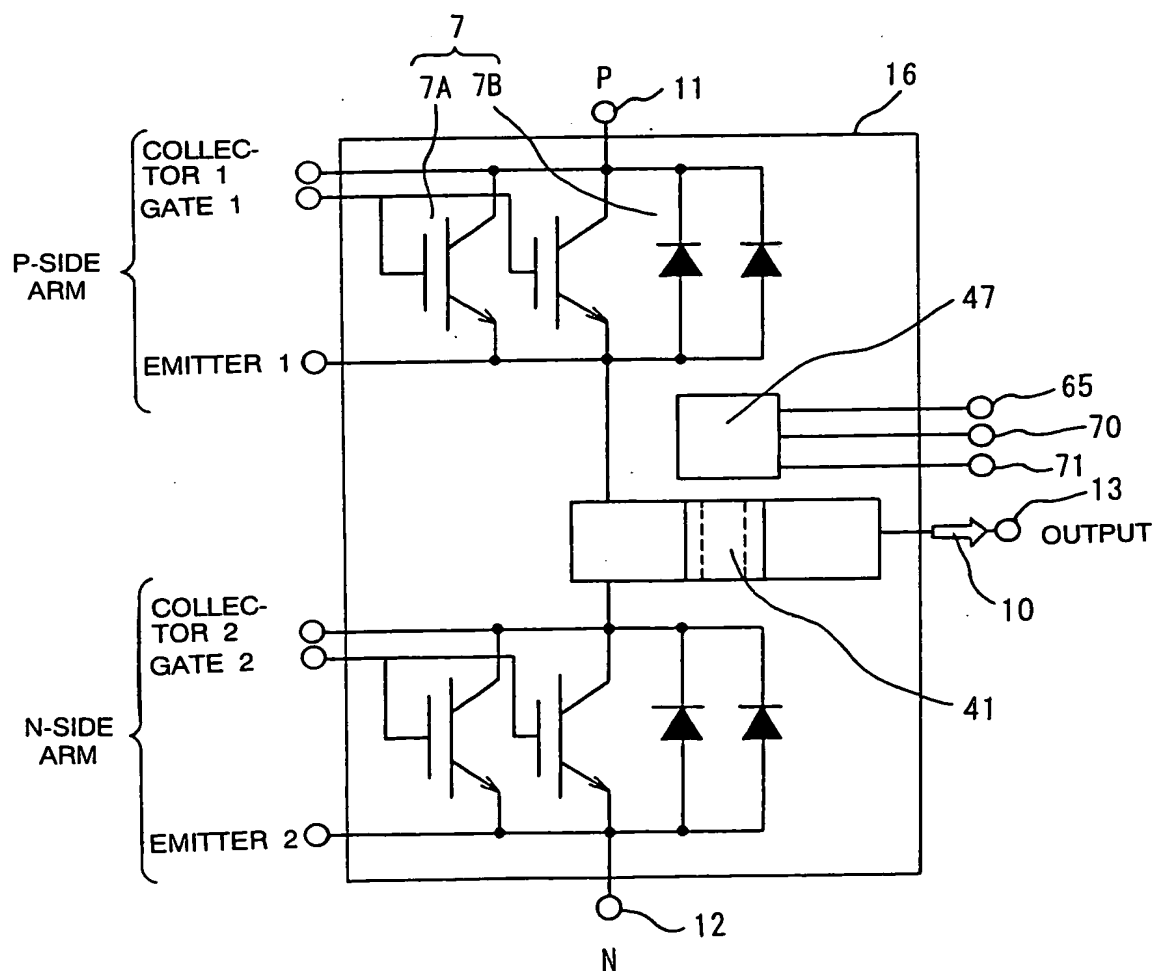 7
7A 7B
P
11
16
COLLEC-
TOR 1
GATE 1
P-SIDE
ARM
EMITTER 1
47
65
70
71
13
OUTPUT
10
COLLEC-
TOR 2
GATE 2
41
N-SIDE
ARM
EMITTER 2
12
N